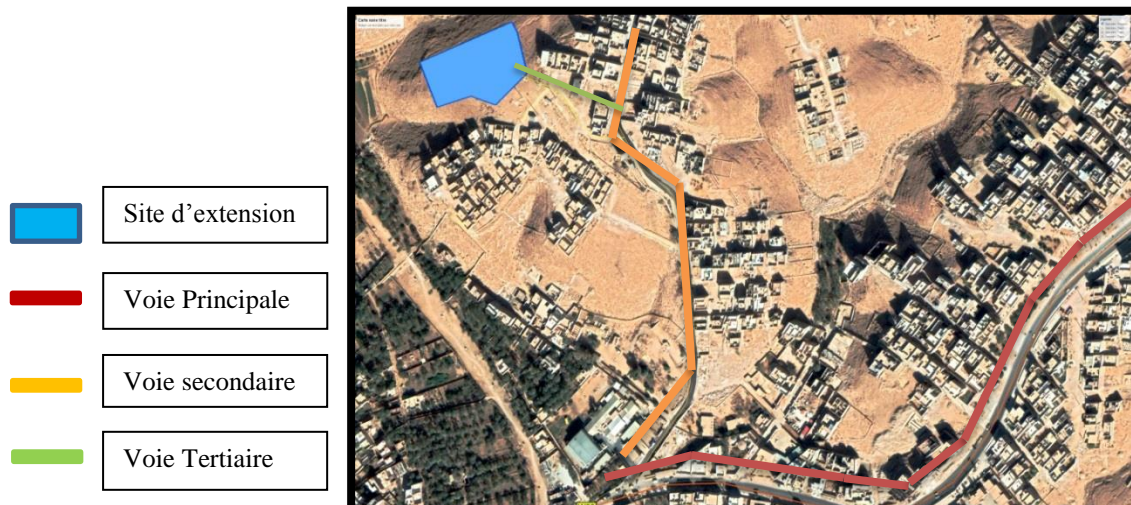 Site d'extension
Voie Principale
Voie secondaire
Voie Tertiaire